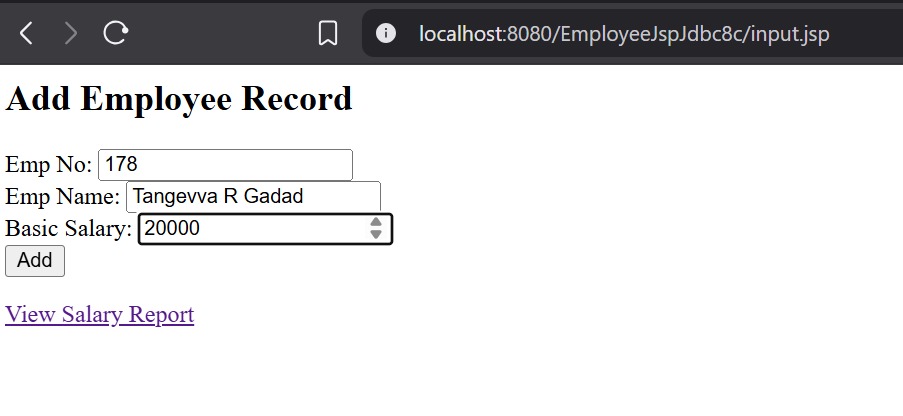 localhost:8080/EmployeeJspJdbc8c/input.jsp
Add Employee Record
Emp No: 178
Emp Name: Tangevva R Gadad
Basic Salary: 20000
Add
View Salary Report